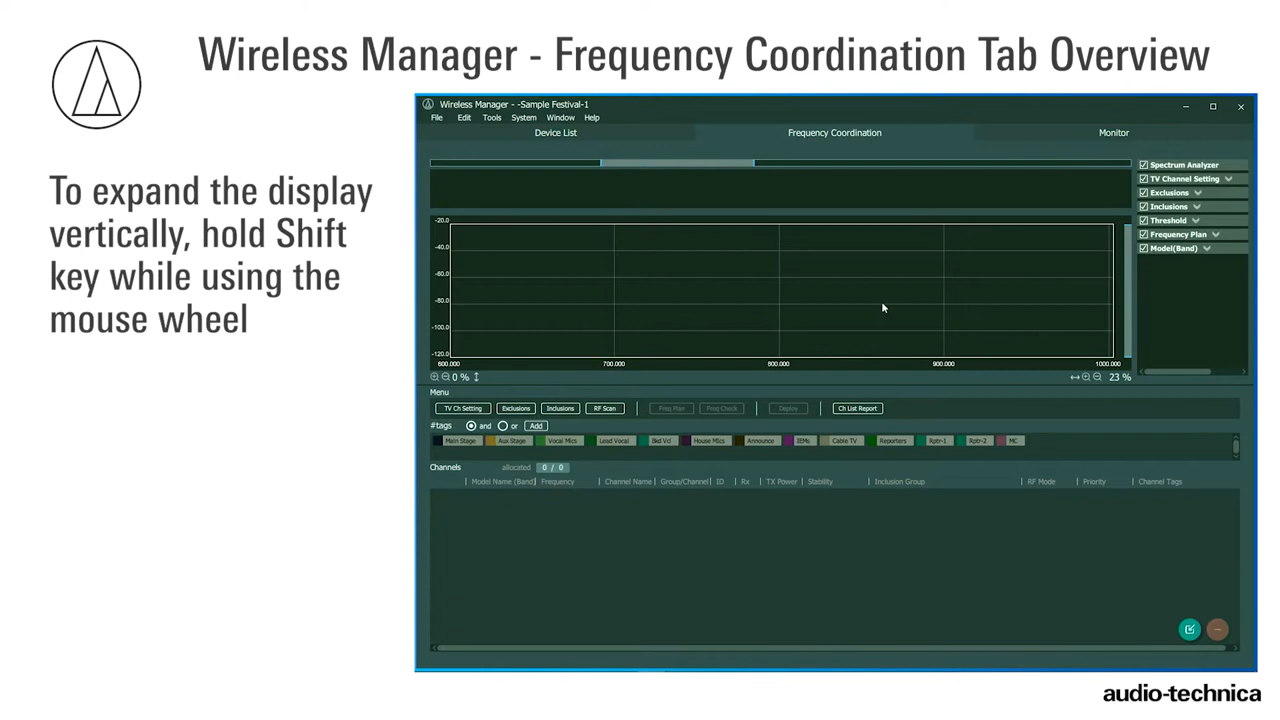 Wireless Manager - Frequency Coordination Tab Overview
To expand the display
vertically, hold Shift
key while using the
mouse wheel
Wireless Manager - -Sample Festival-1
File Edit Tools System Window Help
Device List Frequency Coordination Monitor
Spectrum Analyzer
TV Channel Setting
Exclusions
Inclusions
Threshold
Frequency Plan
Model(Band)
-20.0
-40.0
-60.0
-80.0
-100.0
-120.0
600.000 700.000 800.000 900.000 1000.000
0 % 23 %
Menu
TV Ch Setting Exclusions Inclusions RF Scan Freq Plan Freq Check Deploy Ch List Report
#tags and or Add
Main Stage Aux Stage Vocal Mics Lead Vocal Bkd Vcl House Mics Announce IEMs Cable TV Reporters Rptr-1 Rptr-2 MC
Channels allocated 0 / 0
Model Name (Band) Frequency Channel Name Group/Channel ID Rx TX Power Stability Inclusion Group RF Mode Priority Channel Tags
audio-technica